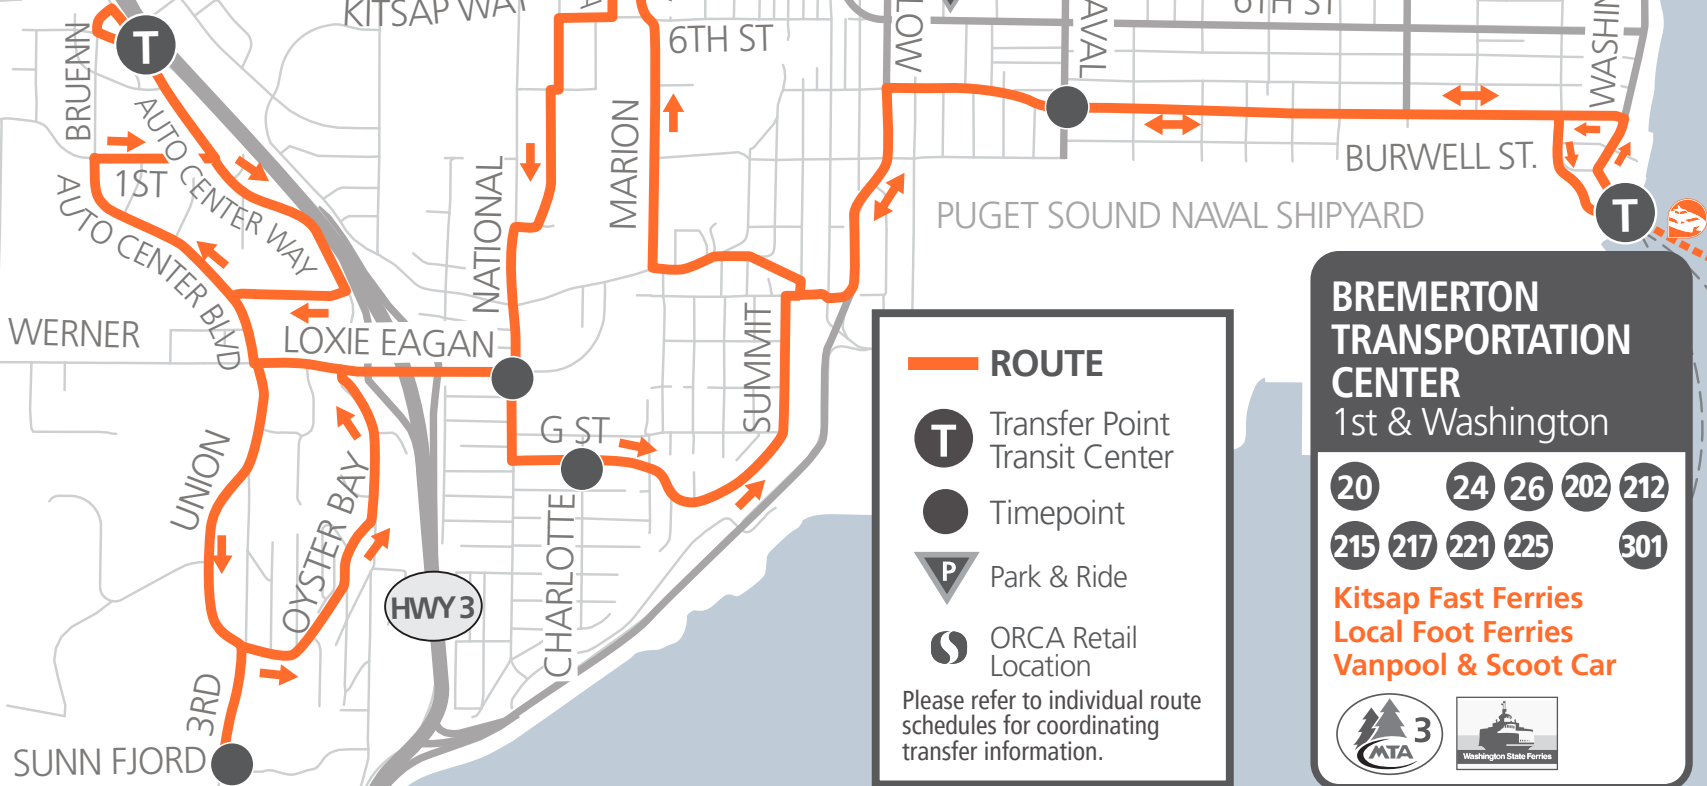 KITSAP WAY
6TH ST
6TH ST
BRUENN
T
AUTO CENTER WAY
1ST
AUTO CENTER BLVD
MARION
NATIONAL
BURWELL ST.
T
PUGET SOUND NAVAL SHIPYARD
WERNER
LOXIE EAGAN
SUMMIT
G ST
UNION
OYSTER BAY
HWY 3
CHARLOTTE
3RD
SUNN FJORD
ROUTE
T
Transfer Point
Transit Center
Timepoint
P
Park & Ride
ORCA Retail
Location
Please refer to individual route
schedules for coordinating
transfer information.
BREMERTON
TRANSPORTATION
CENTER
1st & Washington
20 24 26 202 212
215 217 221 225 301
Kitsap Fast Ferries
Local Foot Ferries
Vanpool & Scoot Car
MTA 3
Washington State Ferries